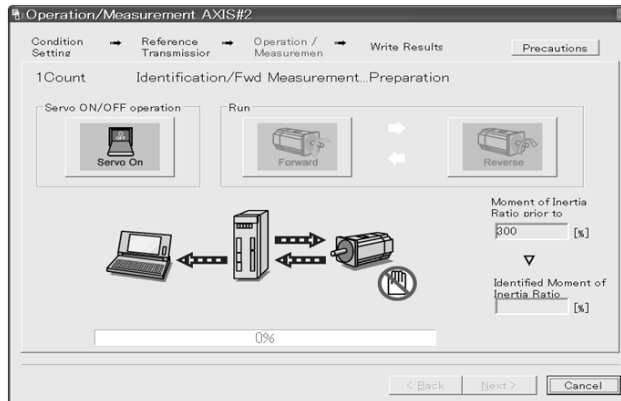 Operation/Measurement AXIS#2
Condition Setting
Reference Transmissior
Operation / Measuremen
Write Results
Precautions
1Count Identification/Fwd Measurement...Preparation
Servo ON/OFF operation
Run
OFF
Servo On
Forward
Reverse
Moment of Inertia
Ratio prior to
300 [%]
Identified Moment of
Inertia Ratio
[%]
0%
< Back
Next >
Cancel